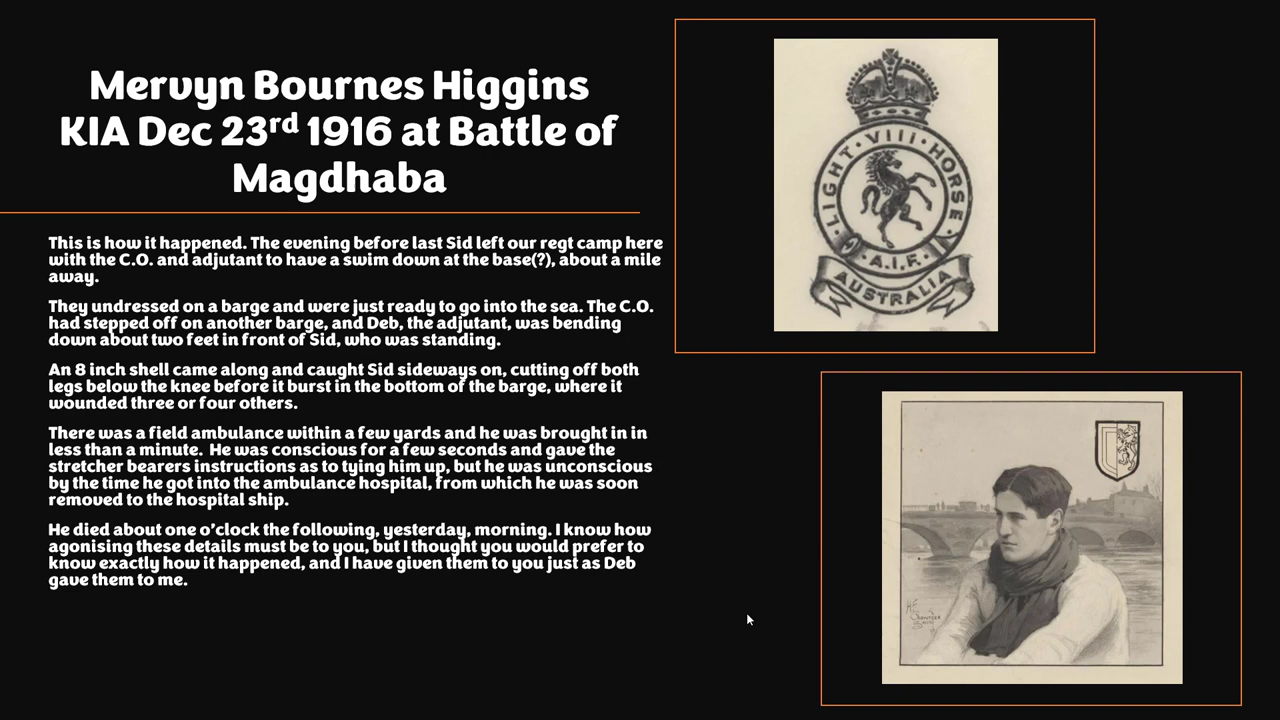 Mervyn Bournes Higgins
KIA Dec 23rd 1916 at Battle of
Magdhaba
This is how it happened. The evening before last Sid left our regt camp here
with the C.O. and adjutant to have a swim down at the base(?), about a mile
away.
They undressed on a barge and were just ready to go into the sea. The C.O.
had stepped off on another barge, and Deb, the adjutant, was bending
down about two feet in front of Sid, who was standing.
An 8 inch shell came along and caught Sid sideways on, cutting off both
legs below the knee before it burst in the bottom of the barge, where it
wounded three or four others.
There was a field ambulance within a few yards and he was brought in in
less than a minute.  He was conscious for a few seconds and gave the
stretcher bearers instructions as to tying him up, but he was unconscious
by the time he got into the ambulance hospital, from which he was soon
removed to the hospital ship.
He died about one o'clock the following, yesterday, morning. I know how
agonising these details must be to you, but I thought you would prefer to
know exactly how it happened, and I have given them to you just as Deb
gave them to me.
LIGHT · VIII · HORSE
· A.I.F. ·
AUSTRALIA